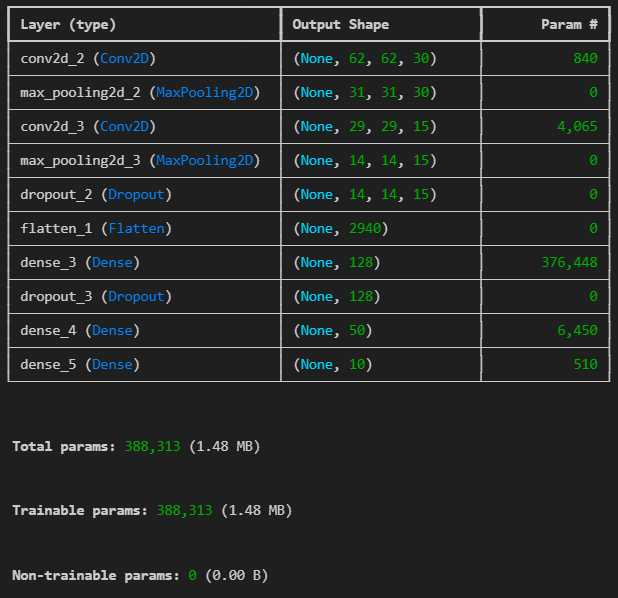 Layer (type) Output Shape Param #
conv2d_2 (Conv2D) (None, 62, 62, 30) 840
max_pooling2d_2 (MaxPooling2D) (None, 31, 31, 30) 0
conv2d_3 (Conv2D) (None, 29, 29, 15) 4,065
max_pooling2d_3 (MaxPooling2D) (None, 14, 14, 15) 0
dropout_2 (Dropout) (None, 14, 14, 15) 0
flatten_1 (Flatten) (None, 2940) 0
dense_3 (Dense) (None, 128) 376,448
dropout_3 (Dropout) (None, 128) 0
dense_4 (Dense) (None, 50) 6,450
dense_5 (Dense) (None, 10) 510
Total params: 388,313 (1.48 MB)
Trainable params: 388,313 (1.48 MB)
Non-trainable params: 0 (0.00 B)